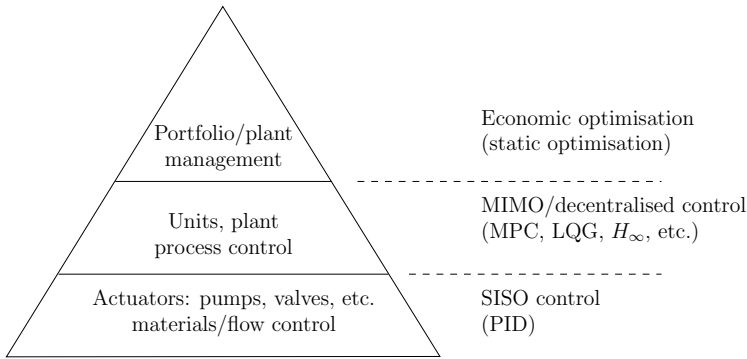 Portfolio/plant
management
Economic optimisation
(static optimisation)
Units, plant
process control
MIMO/decentralised control
(MPC, LQG, H∞, etc.)
Actuators: pumps, valves, etc.
materials/flow control
SISO control
(PID)